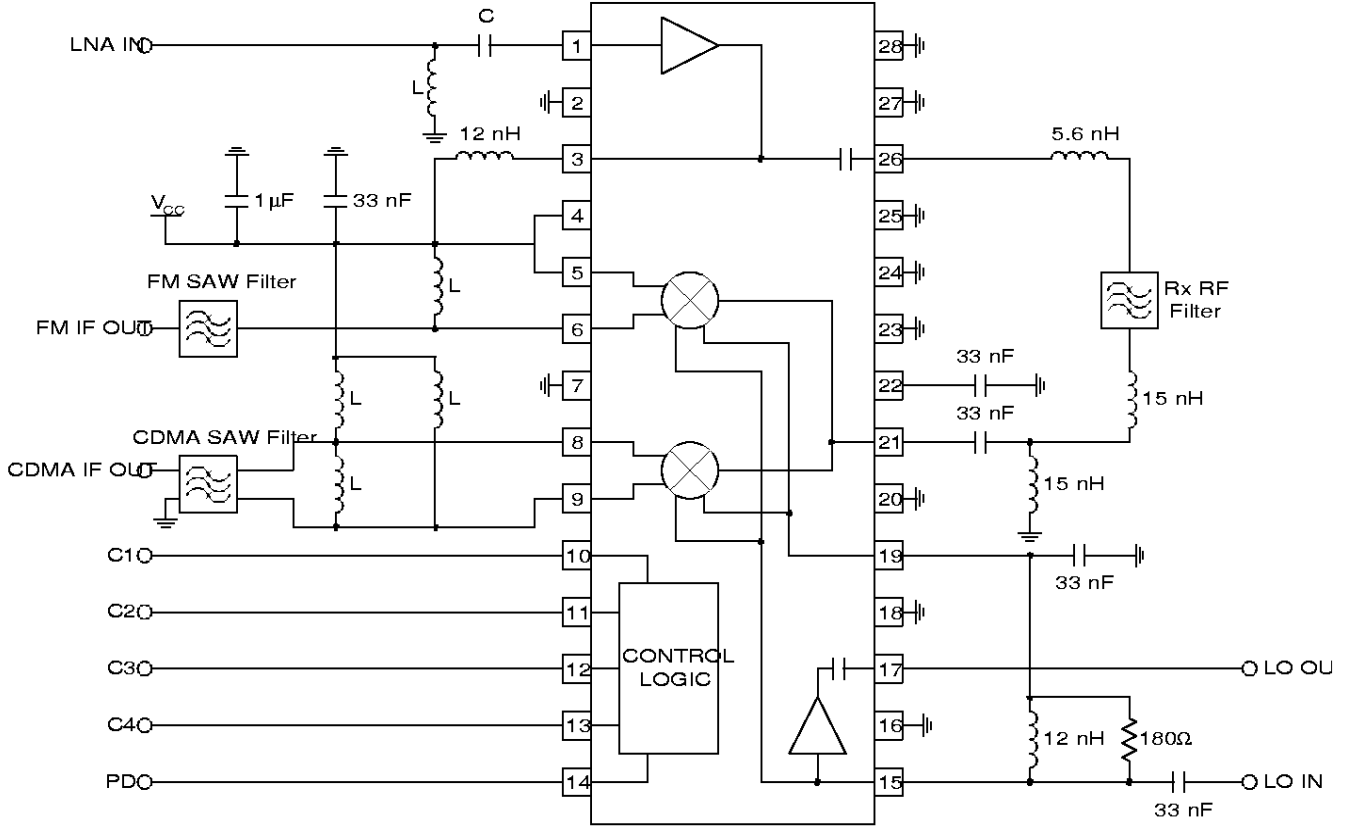 C
LNA IN
1
28
L
2
27
12 nH
5.6 nH
3
26
1 µF
33 nF
VCC
4
25
FM SAW Filter
5
24
L
Rx RF
Filter
FM IF OUT
6
23
33 nF
7
22
L
L
15 nH
33 nF
CDMA SAW Filter
8
21
CDMA IF OUT
L
15 nH
9
20
C1
10
19
33 nF
C2
11
18
C3
12
CONTROL
LOGIC
17
LO OU
C4
13
16
12 nH
180Ω
PD
14
15
LO IN
33 nF